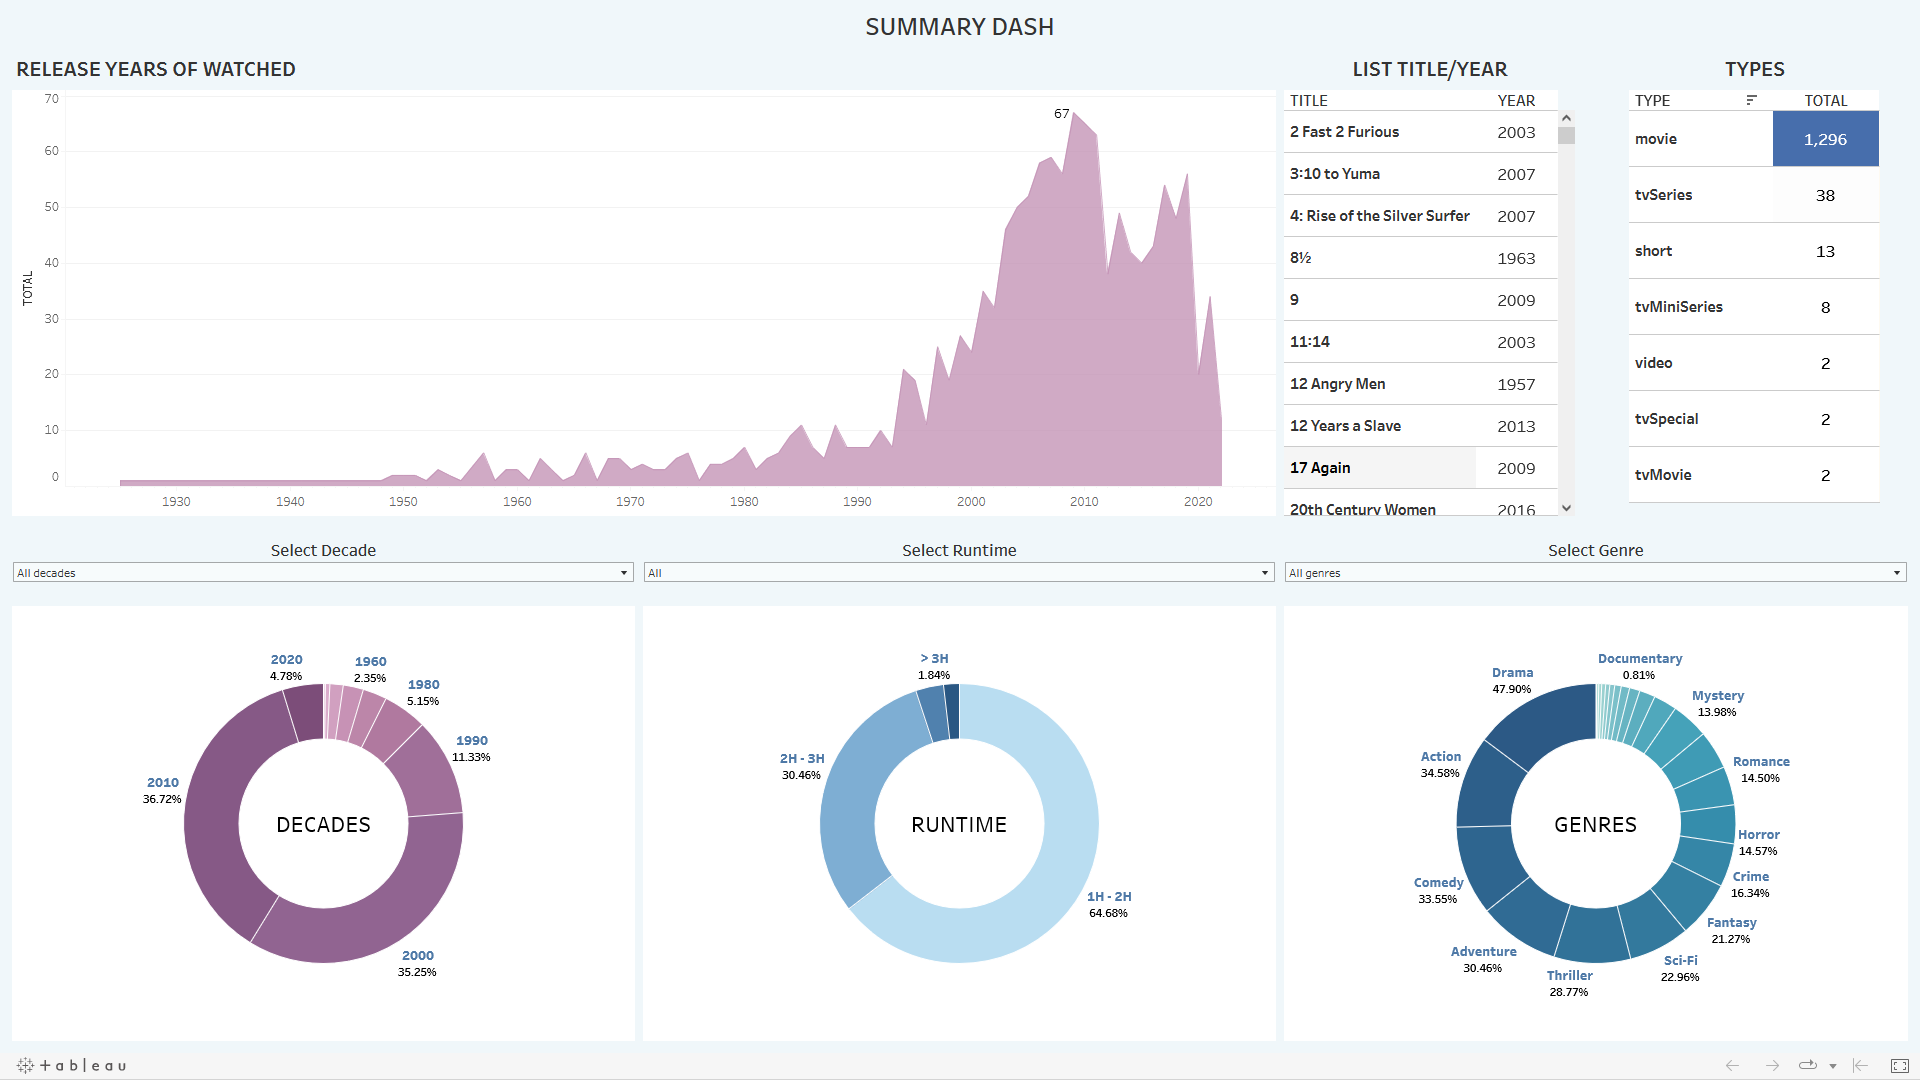 SUMMARY DASH
RELEASE YEARS OF WATCHED
70
60
50
40
30
20
10
0
TOTAL
67
1930 1940 1950 1960 1970 1980 1990 2000 2010 2020
LIST TITLE/YEAR
TITLE YEAR
2 Fast 2 Furious 2003
3:10 to Yuma 2007
4: Rise of the Silver Surfer 2007
8½ 1963
9 2009
11:14 2003
12 Angry Men 1957
12 Years a Slave 2013
17 Again 2009
20th Century Women 2016
TYPES
TYPE TOTAL
movie 1,296
tvSeries 38
short 13
tvMiniSeries 8
video 2
tvSpecial 2
tvMovie 2
Select Decade
All decades
Select Runtime
All
Select Genre
All genres
2020
4.78%
1960
2.35%
1980
5.15%
1990
11.33%
2010
36.72%
2000
35.25%
DECADES
> 3H
1.84%
2H - 3H
30.46%
1H - 2H
64.68%
RUNTIME
Documentary
0.81%
Drama
47.90%
Mystery
13.98%
Action
34.58%
Romance
14.50%
Horror
14.57%
Crime
16.34%
Comedy
33.55%
Fantasy
21.27%
Adventure
30.46%
Sci-Fi
22.96%
Thriller
28.77%
GENRES
+ableau